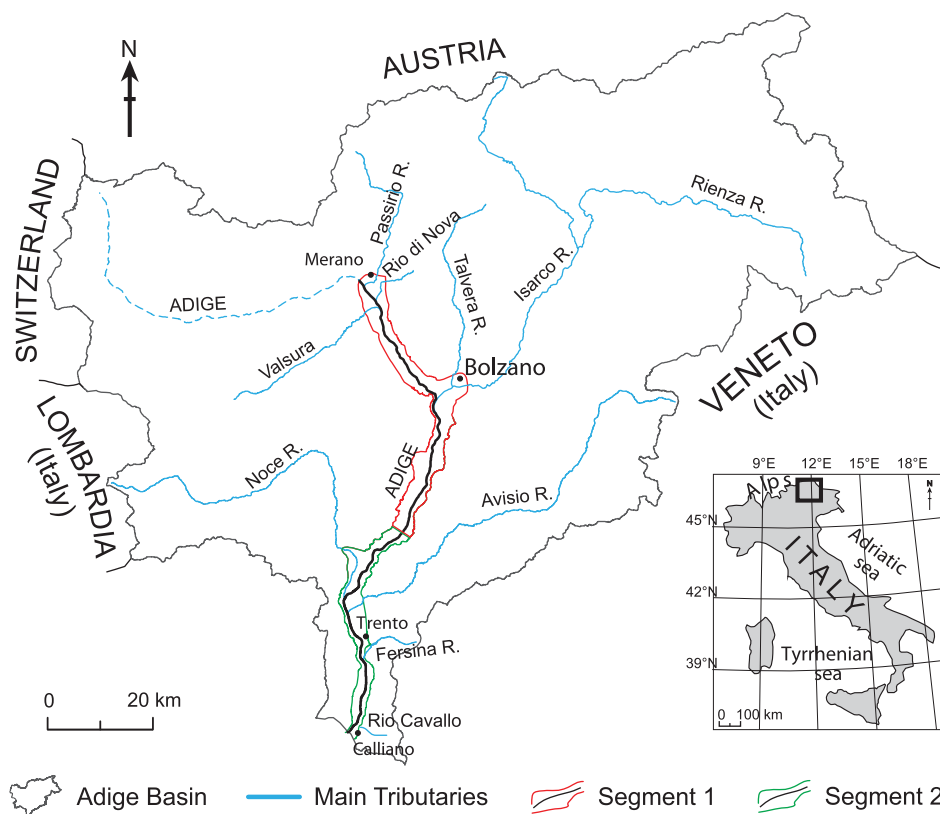 AUSTRIA
N
SWITZERLAND
Passirio R.
Rio di Nova
Rienza R.
Merano
Talvera R.
Isarco R.
ADIGE
Valsura
Bolzano
VENETO
(Italy)
LOMBARDIA
(Italy)
Noce R.
ADIGE
Avisio R.
9°E 12°E 15°E 18°E
Alps
N
45°N
Adriatic
sea
ITALY
42°N
Trento
Fersina R.
Tyrrhenian
sea
39°N
0 20 km
Rio Cavallo
Calliano
0 100 km
Adige Basin Main Tributaries Segment 1 Segment 2